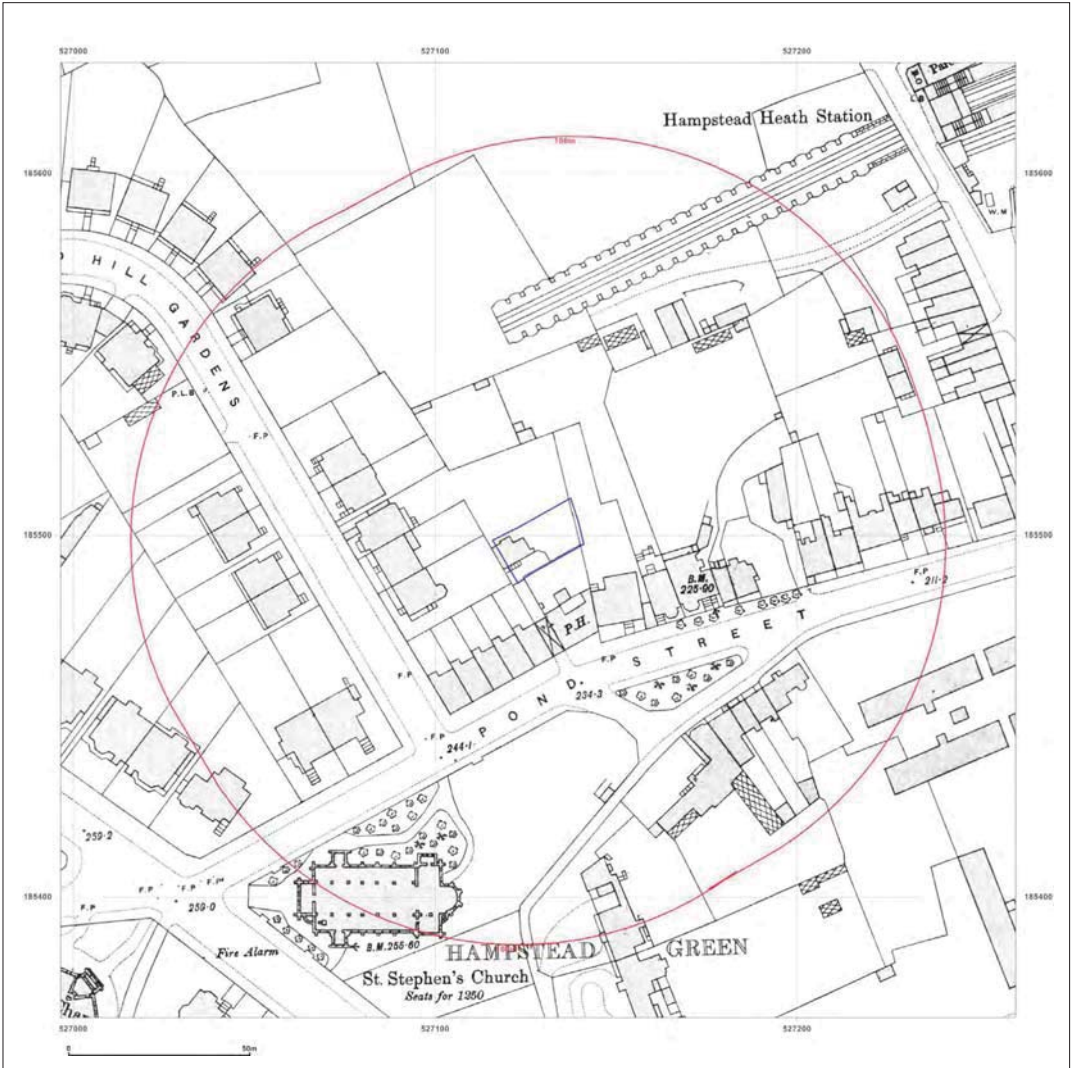 527000
527100
527200
Hampstead Heath Station
100m
185600
185600
W.M
HILL GARDENS
P.L.B
F.P
185500
185500
B.M.
225·90
F.P
211·2
P.H.
POND STREET
F.P
F.P
234·3
F.P
244·1
259·2
F.P.
F.P
F.P
185400
185400
F.P
259·0
Fire Alarm
B.M.255·60
HAMPSTEAD GREEN
St. Stephen's Church
Seats for 1250
527000
527100
527200
0
50m